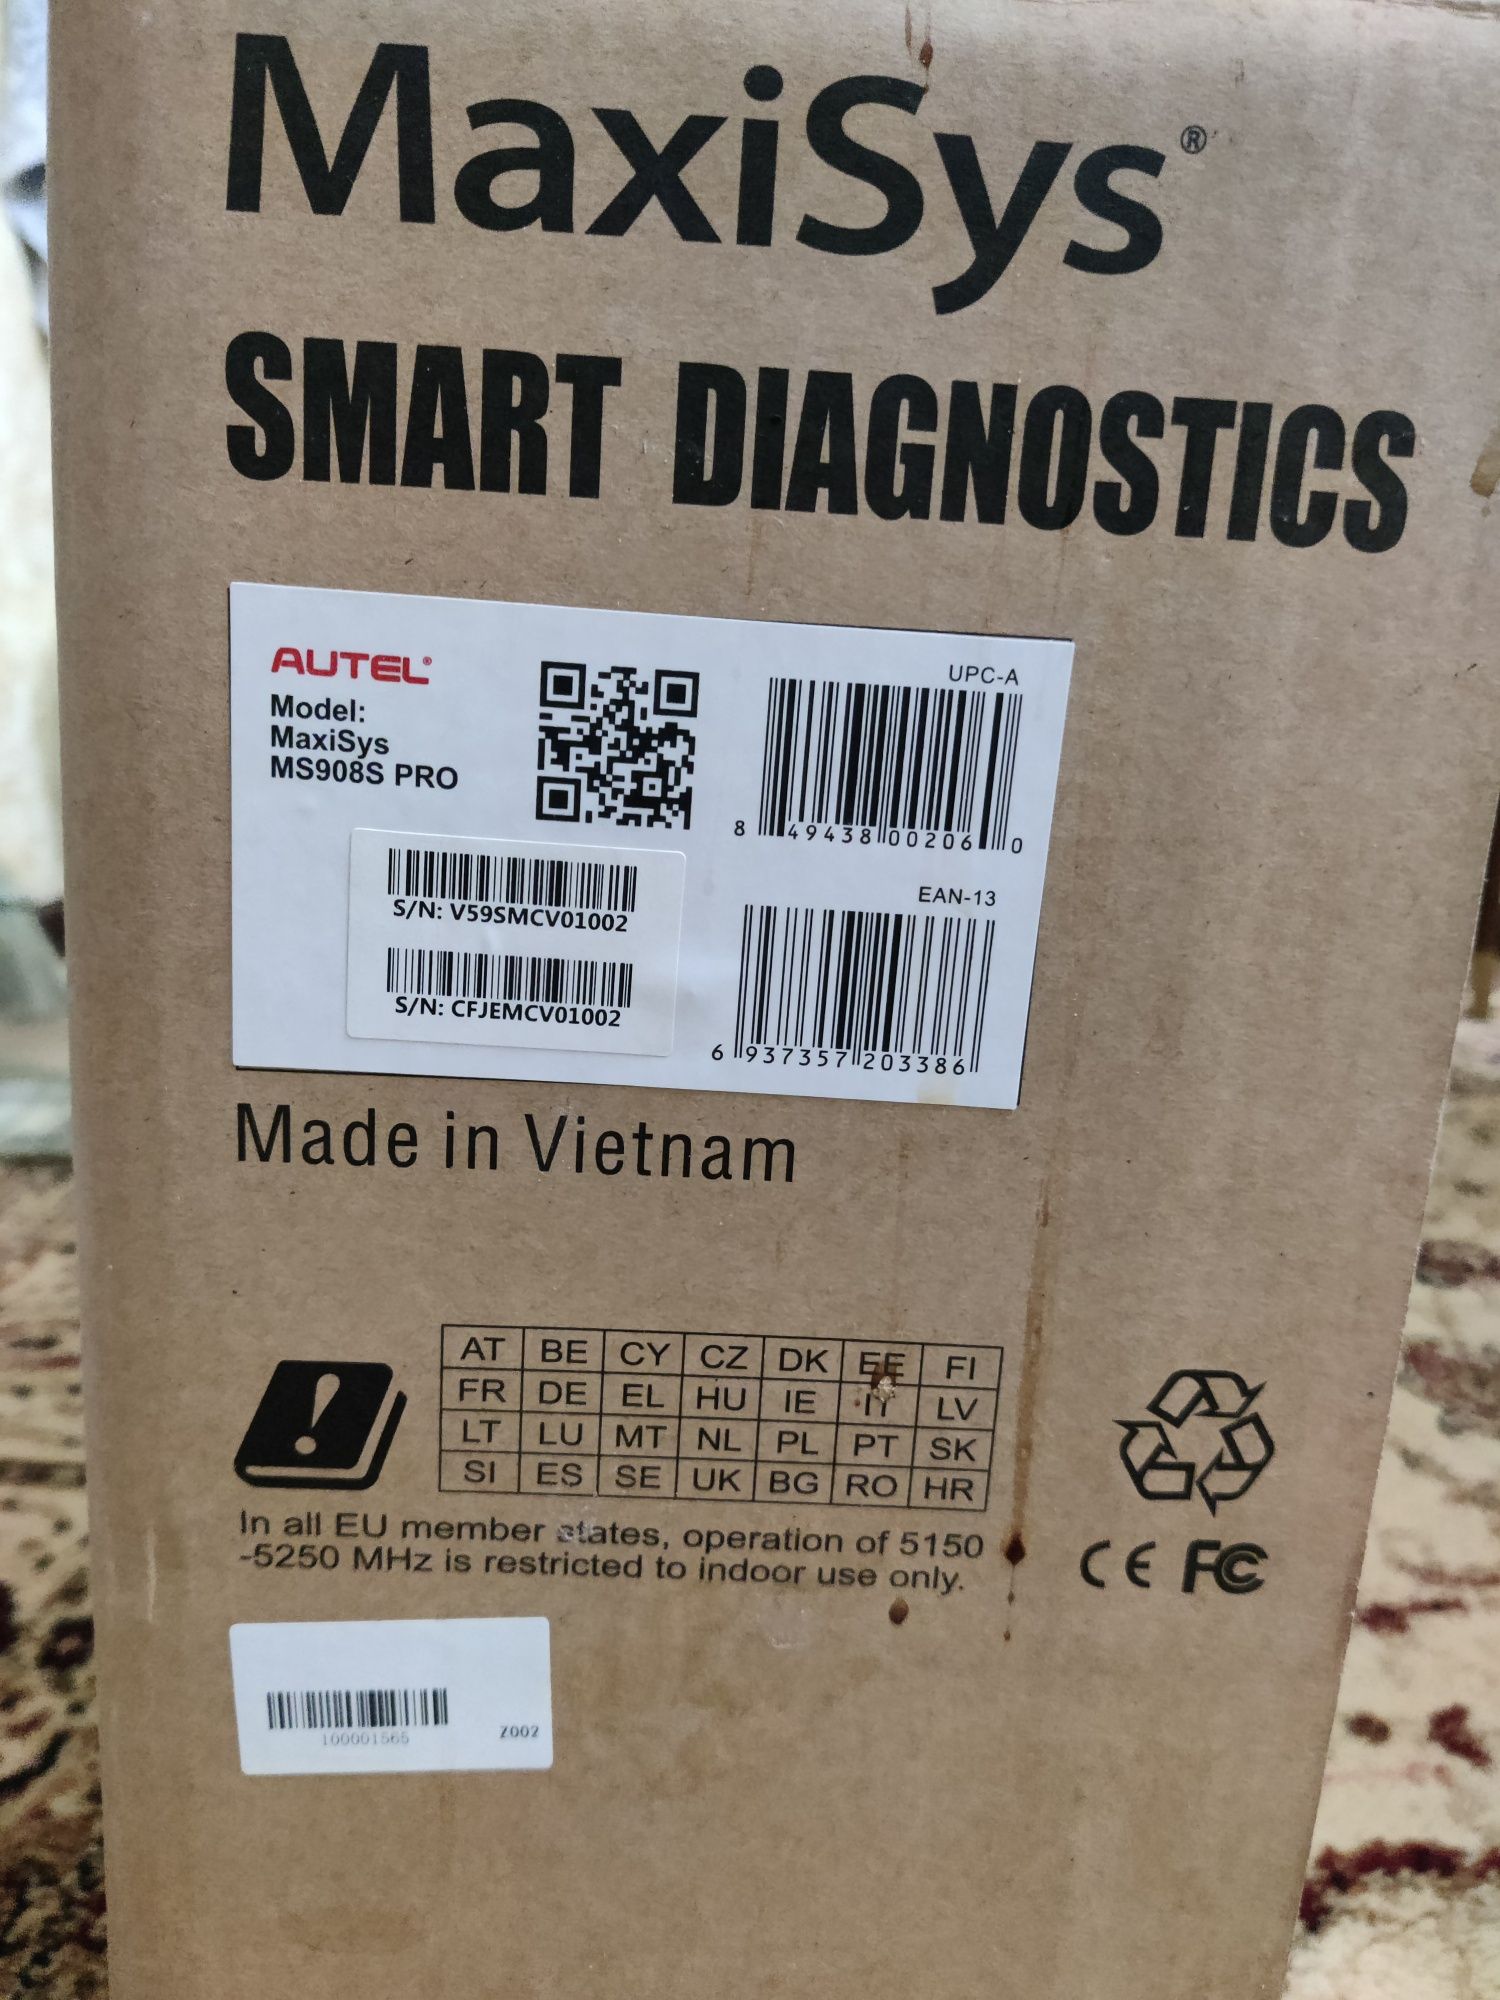 MaxiSys®
SMART DIAGNOSTICS
AUTEL®
Model:
MaxiSys
MS908S PRO
UPC-A
8 49438 00206 0
S/N: V59SMCV01002
S/N: CFJEMCV01002
EAN-13
6 937357 203386
Made in Vietnam
AT BE CY CZ DK EE FI
FR DE EL HU IE IT LV
LT LU MT NL PL PT SK
SI ES SE UK BG RO HR
In all EU member states, operation of 5150
-5250 MHz is restricted to indoor use only.
CE FC
100001565
Z002